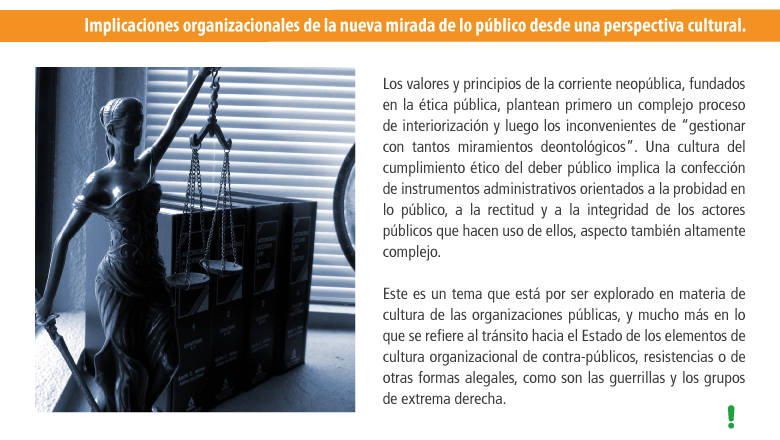 Implicaciones organizacionales de la nueva mirada de lo público desde una perspectiva cultural.
Los valores y principios de la corriente neopública, fundados
en la ética pública, plantean primero un complejo proceso
de interiorización y luego los inconvenientes de “gestionar
con tantos miramientos deontológicos”. Una cultura del
cumplimiento ético del deber público implica la confección
de instrumentos administrativos orientados a la probidad en
lo público, a la rectitud y a la integridad de los actores
públicos que hacen uso de ellos, aspecto también altamente
complejo.
Este es un tema que está por ser explorado en materia de
cultura de las organizaciones públicas, y mucho más en lo
que se refiere al tránsito hacia el Estado de los elementos de
cultura organizacional de contra-públicos, resistencias o de
otras formas alegales, como son las guerrillas y los grupos
de extrema derecha.
!